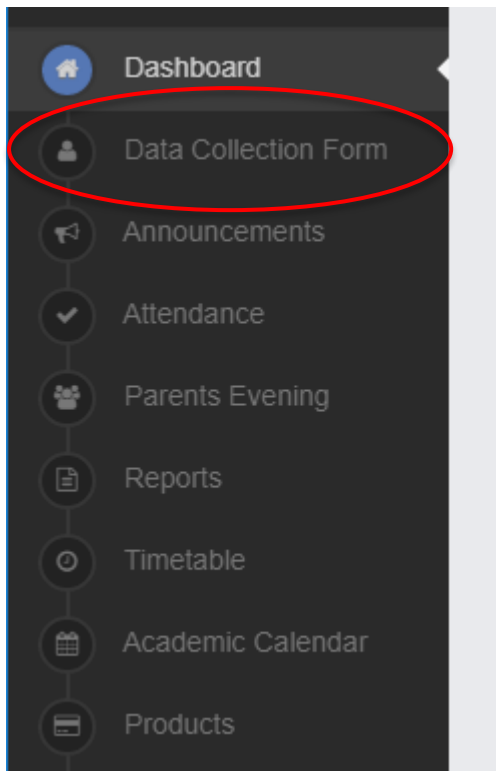 Dashboard
Data Collection Form
Announcements
Attendance
Parents Evening
Reports
Timetable
Academic Calendar
Products